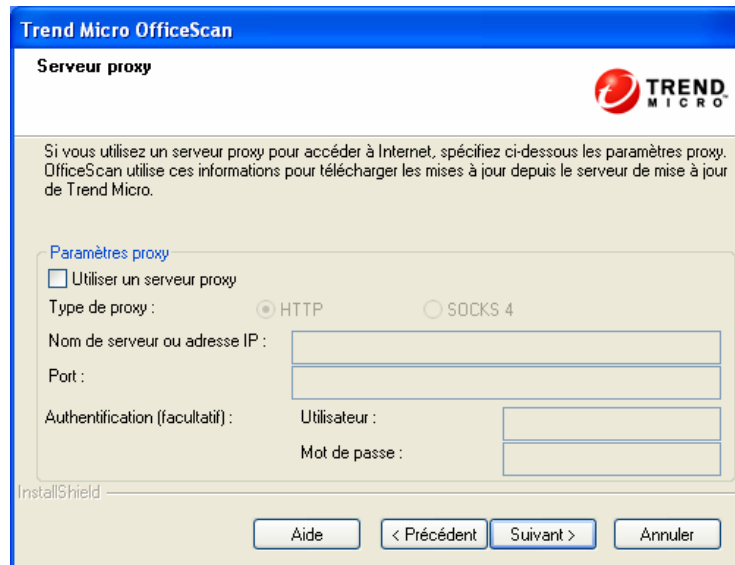 Trend Micro OfficeScan
Serveur proxy
TREND
MICRO
Si vous utilisez un serveur proxy pour accéder à Internet, spécifiez ci-dessous les paramètres proxy.
OfficeScan utilise ces informations pour télécharger les mises à jour depuis le serveur de mise à jour
de Trend Micro.
Paramètres proxy
Utiliser un serveur proxy
Type de proxy : HTTP SOCKS 4
Nom de serveur ou adresse IP :
Port :
Authentification (facultatif) : Utilisateur :
Mot de passe :
InstallShield
Aide < Précédent Suivant > Annuler